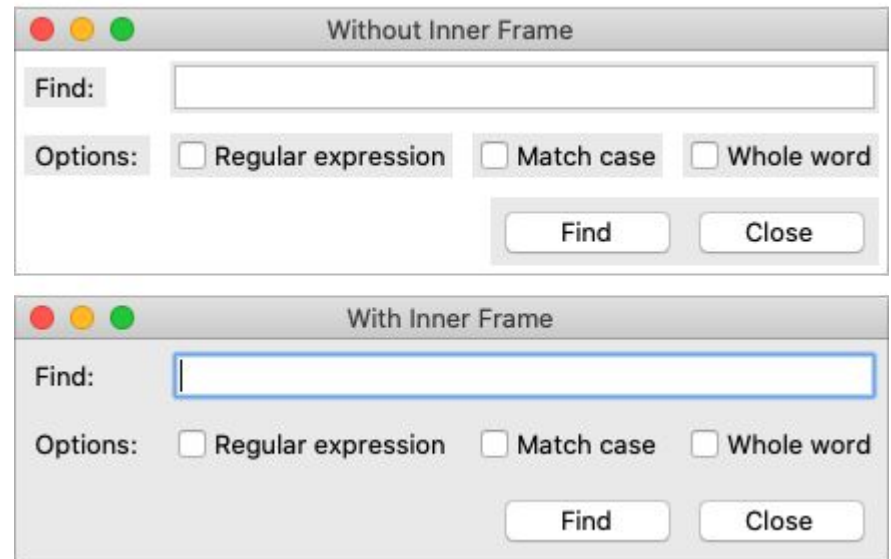 Without Inner Frame
Find:
Options: Regular expression Match case Whole word
Find Close
With Inner Frame
Find:
Options: Regular expression Match case Whole word
Find Close